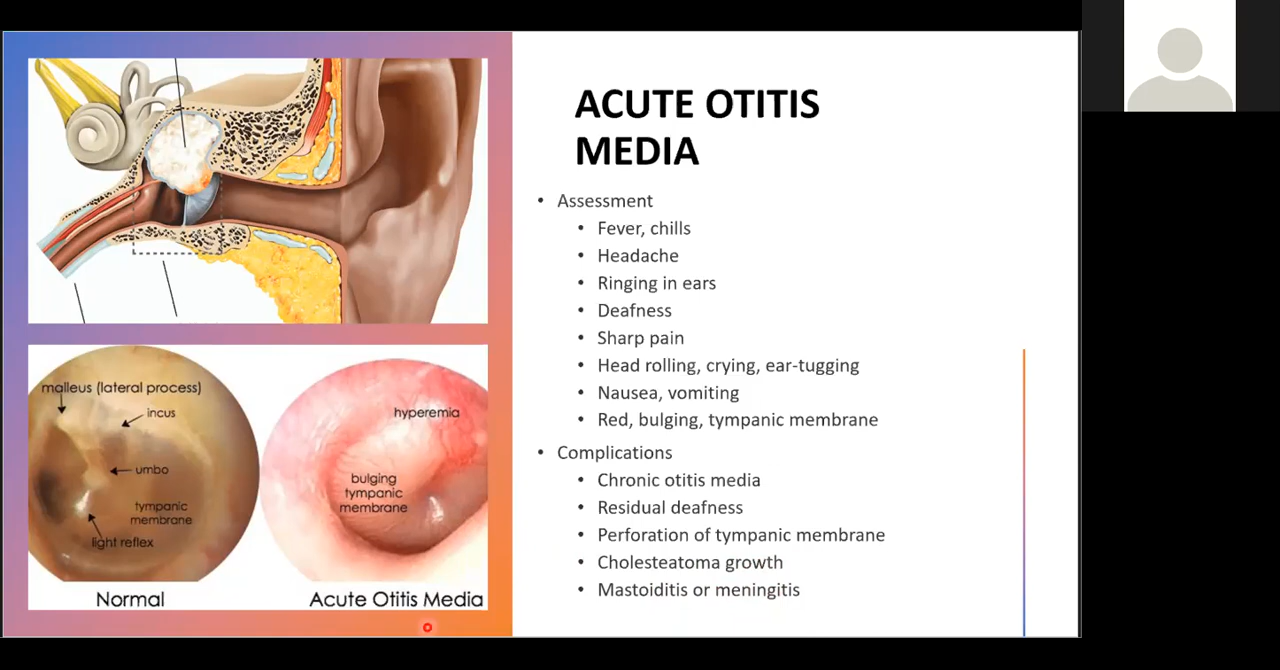 ACUTE OTITIS
MEDIA
• Assessment
• Fever, chills
• Headache
• Ringing in ears
• Deafness
• Sharp pain
• Head rolling, crying, ear-tugging
• Nausea, vomiting
• Red, bulging, tympanic membrane
• Complications
• Chronic otitis media
• Residual deafness
• Perforation of tympanic membrane
• Cholesteatoma growth
• Mastoiditis or meningitis
malleus (lateral process)
incus
umbo
tympanic
membrane
light reflex
Normal
hyperemia
bulging
tympanic
membrane
Acute Otitis Media